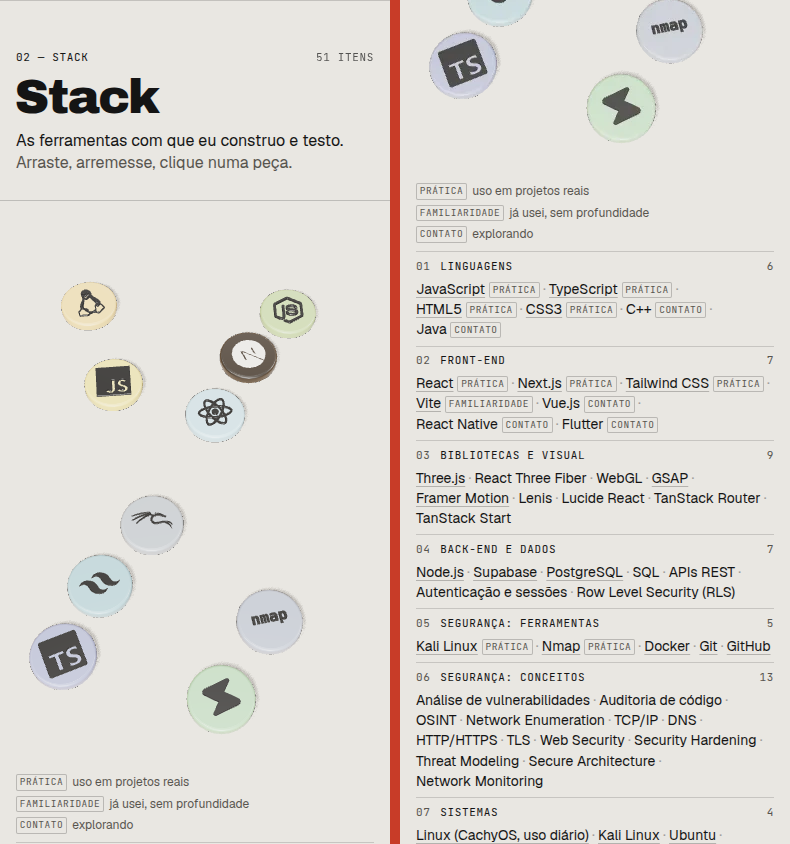 02 — STACK
51 ITENS
Stack
As ferramentas com que eu construo e testo.
Arraste, arremesse, clique numa peça.
JS
JS
nmap
TS
PRÁTICA uso em projetos reais
FAMILIARIDADE já usei, sem profundidade
CONTATO explorando
nmap
TS
PRÁTICA uso em projetos reais
FAMILIARIDADE já usei, sem profundidade
CONTATO explorando
01 LINGUAGENS 6
JavaScript PRÁTICA · TypeScript PRÁTICA ·
HTML5 PRÁTICA · CSS3 PRÁTICA · C++ CONTATO ·
Java CONTATO
02 FRONT-END 7
React PRÁTICA · Next.js PRÁTICA · Tailwind CSS PRÁTICA ·
Vite FAMILIARIDADE · Vue.js CONTATO ·
React Native CONTATO · Flutter CONTATO
03 BIBLIOTECAS E VISUAL 9
Three.js · React Three Fiber · WebGL · GSAP ·
Framer Motion · Lenis · Lucide React · TanStack Router ·
TanStack Start
04 BACK-END E DADOS 7
Node.js · Supabase · PostgreSQL · SQL · APIs REST ·
Autenticação e sessões · Row Level Security (RLS)
05 SEGURANÇA: FERRAMENTAS 5
Kali Linux PRÁTICA · Nmap PRÁTICA · Docker · Git · GitHub
06 SEGURANÇA: CONCEITOS 13
Análise de vulnerabilidades · Auditoria de código ·
OSINT · Network Enumeration · TCP/IP · DNS ·
HTTP/HTTPS · TLS · Web Security · Security Hardening ·
Threat Modeling · Secure Architecture ·
Network Monitoring
07 SISTEMAS 4
Linux (CachyOS, uso diário) · Kali Linux · Ubuntu ·